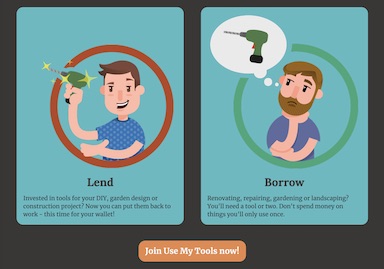 Lend
Invested in tools for your DIY, garden design or
construction project? Now you can put them back to
work - this time for your wallet!
Borrow
Renovating, repairing, gardening or landscaping?
You'll need a tool or two. Don't spend money on
things you'll only use once.
Join Use My Tools now!